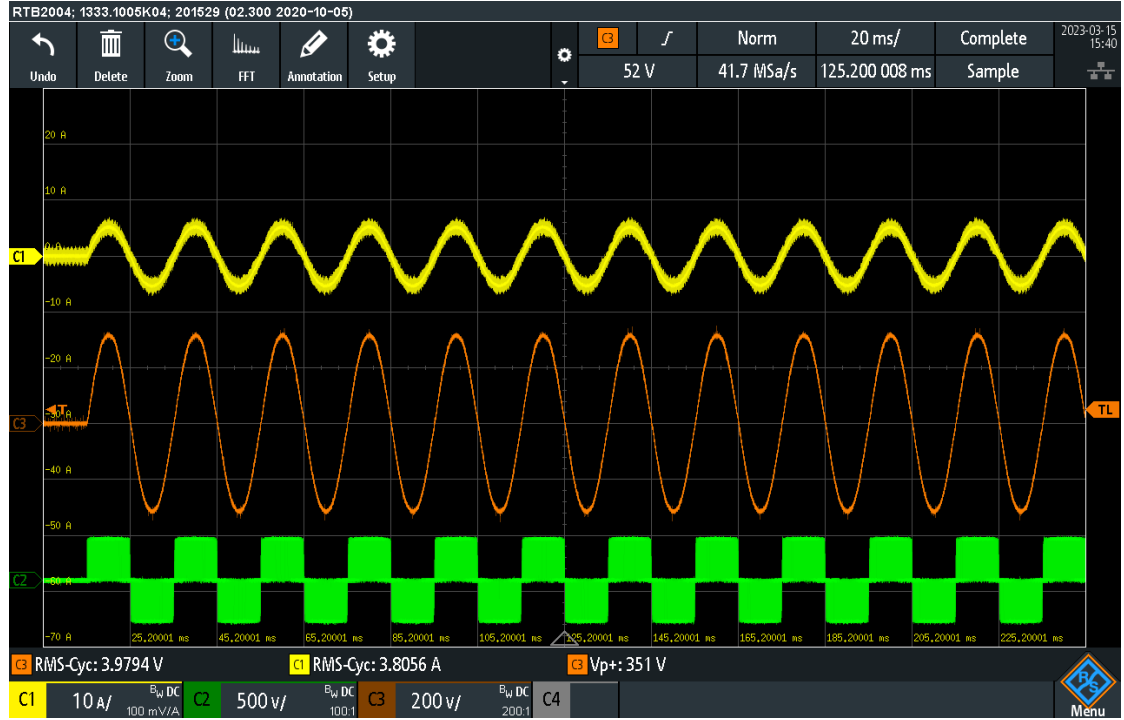 RTB2004; 1333.1005K04; 201529 (02.300 2020-10-05)
Undo Delete Zoom FFT Annotation Setup
C3 Norm 20 ms/ Complete
52 V 41.7 MSa/s 125.200 008 ms Sample
2023-03-15
15:40
20 A
10 A
0 A
C1
-10 A
-20 A
T
-30 A
TL
C3
-40 A
-50 A
C2
-60 A
-70 A
25,20001 ms 45,20001 ms 65,20001 ms 85,20001 ms 105,20001 ms 125,20001 ms 145,20001 ms 165,20001 ms 185,20001 ms 205,20001 ms 225,20001 ms
C3 RMS-Cyc: 3.9794 V C1 RMS-Cyc: 3.8056 A C3 Vp+: 351 V
C1 10 A/ BW DC 100 mV/A C2 500 V/ BW DC 100:1 C3 200 V/ BW DC 200:1 C4
R S
Menu